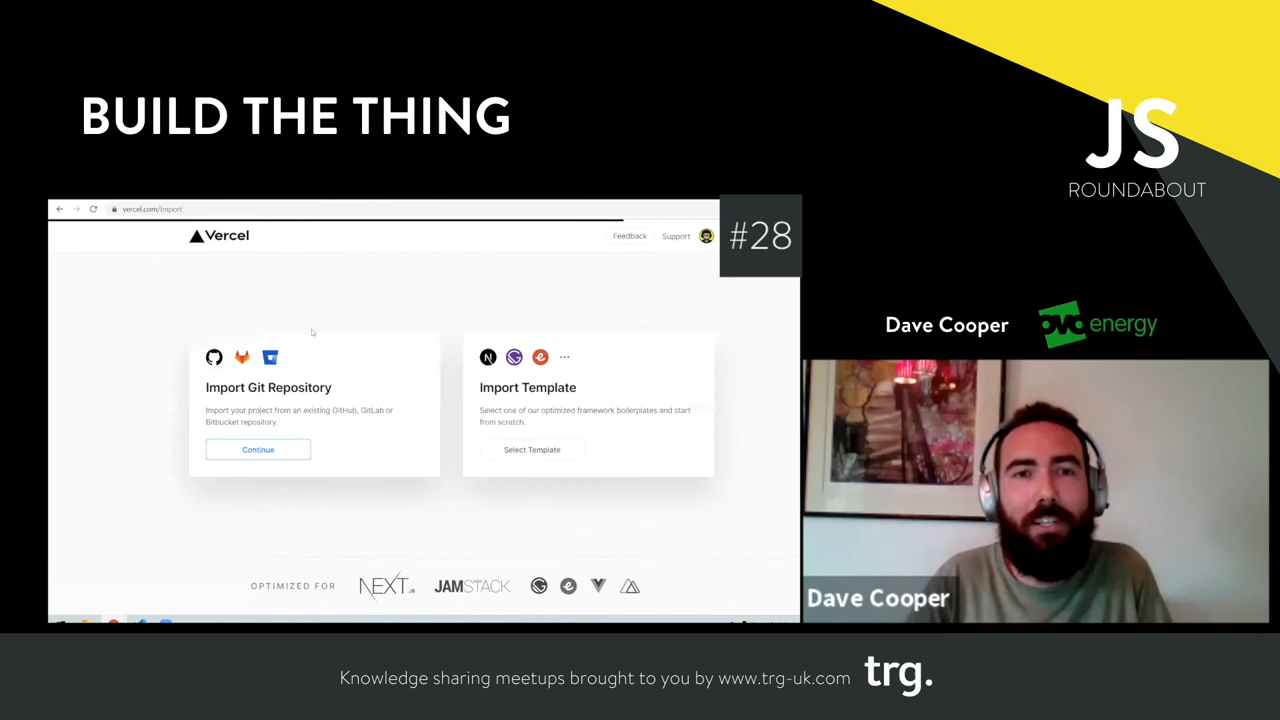 BUILD THE THING
JS
ROUNDABOUT
vercel.com/import
Vercel
Feedback
Support
#28
Import Git Repository
Import your project from an existing GitHub, GitLab or
Bitbucket repository.
Continue
Import Template
Select one of our optimized framework boilerplates and start
from scratch.
Select Template
OPTIMIZED FOR
NEXT.JS
JAMSTACK
Dave Cooper
ovo energy
Dave Cooper
Knowledge sharing meetups brought to you by www.trg-uk.com
trg.